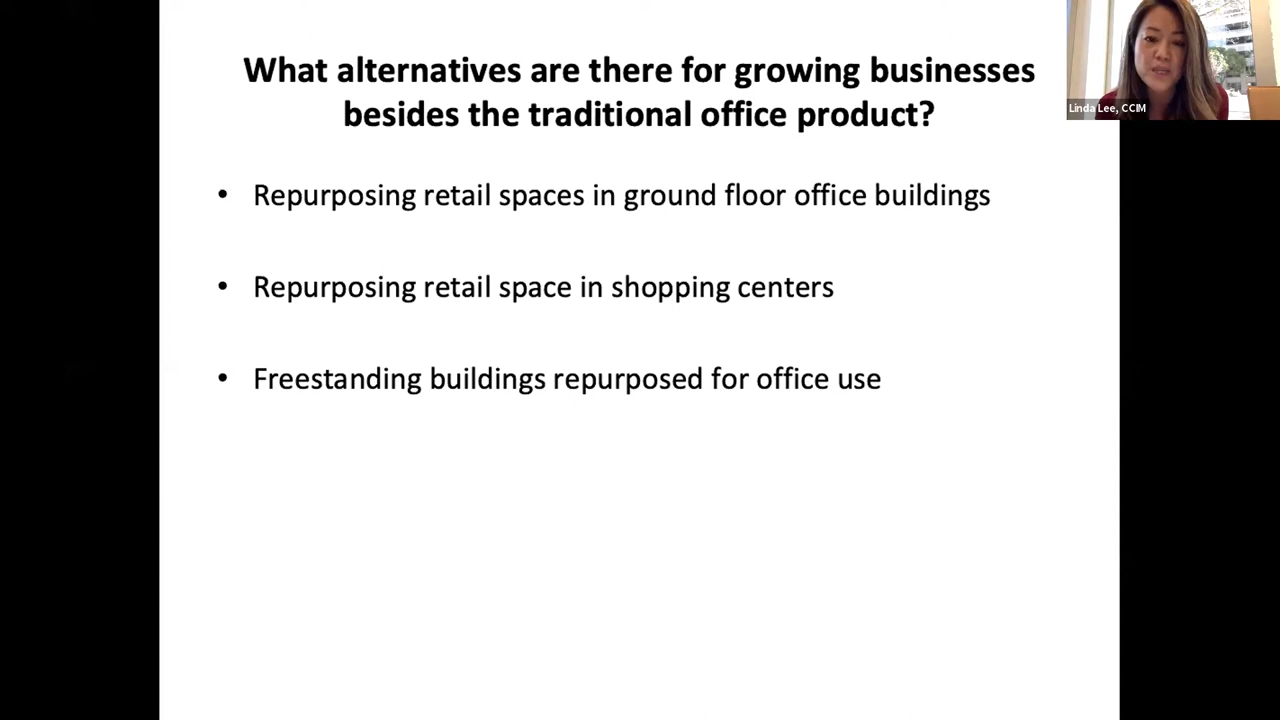 What alternatives are there for growing businesses
besides the traditional office product?
• Repurposing retail spaces in ground floor office buildings
• Repurposing retail space in shopping centers
• Freestanding buildings repurposed for office use
Linda Lee, CCIM